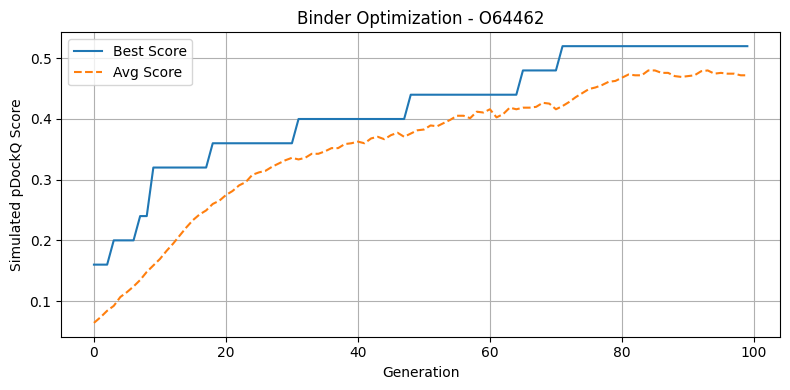 Binder Optimization - O64462
Best Score
Avg Score
Simulated pDockQ Score
0.5
0.4
0.3
0.2
0.1
0 20 40 60 80 100
Generation